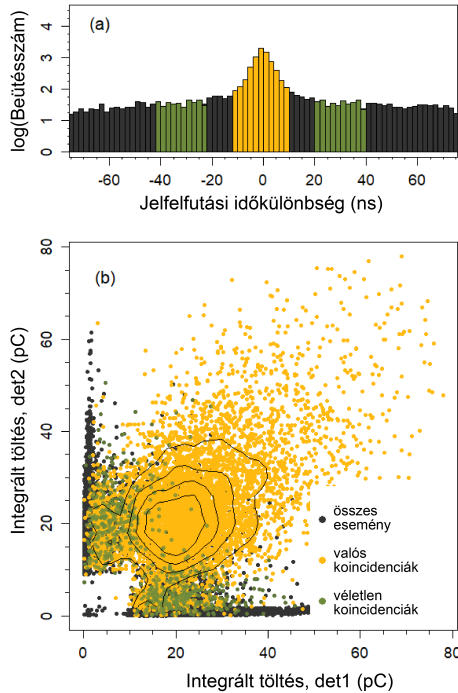 (a)
log(Beütésszám)
4
3
2
1
0
-60 -40 -20 0 20 40 60
Jelfelfutási időkülönbség (ns)
(b)
Integrált töltés, det2 (pC)
80
60
40
20
0
összes
esemény
valós
koincidenciák
véletlen
koincidenciák
0 20 40 60 80
Integrált töltés, det1 (pC)